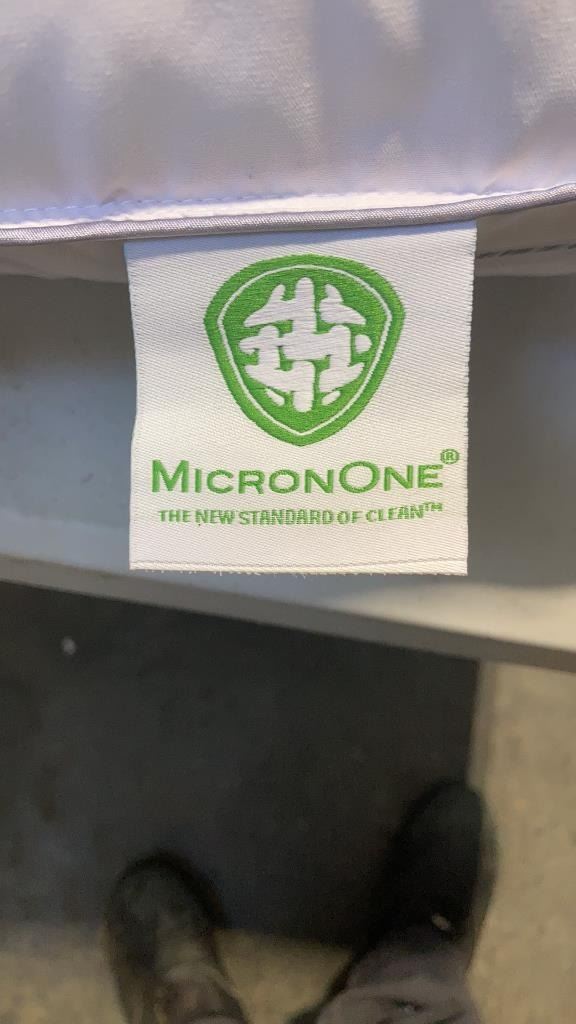 MICRONONE®
THE NEW STANDARD OF CLEAN™